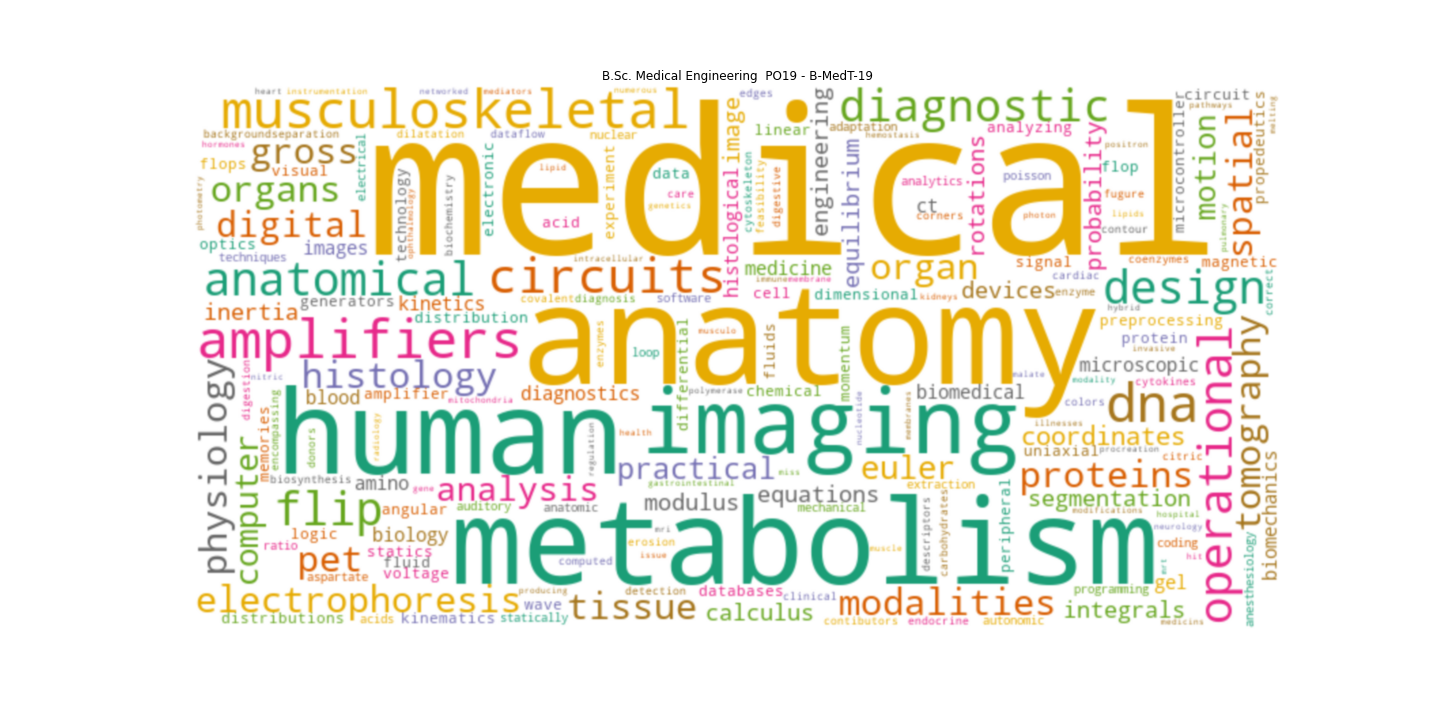 B.Sc. Medical Engineering  PO19 - B-MedT-19
heart instrumentation networked mediators numerous edges
musculoskeletal
medical
diagnostic
circuit
pathways
melting
backgroundseparation
dilatation
dataflow
nuclear
linear
adaptation
hemostasis
analyzing
hormones
gross
visual
electrical
flops
organs
digital
photometry
optics
images
techniques
technology
ophthalmology
biochemistry
electronic
lipid
acid
experiment
data
care
genetics
image
histological
cytoskeleton
feasibility
digestive
engineering
equilibrium
analytics
ct
corners
rotations
poisson
photon
probability
flop
fugure
lipids
contour
positron
microcontroller
motion
pulmonary
spatial
propedeutics
anatomical
circuits
intracellular
medicine
immune
membrane
organ
signal
coenzymes
magnetic
cardiac
generators
kinetics
covalent
diagnosis
software
cell
dimensional
kidneys
devices
enzyme
design
correct
hybrid
inertia
distribution
anatomy
preprocessing
amplifiers
enzymes
loop
musculo
differential
fluids
momentum
protein
invasive
microscopic
physiology
digestion
nitric
histology
blood
amplifier
mitochondria
diagnostics
polymerase
chemical
nucleotide
biomedical
membranes
malate
modality
cytokines
colors
dna
operational
tomography
memories
encompassing
human
donors
radiology
regulation
health
imaging
illnesses
coordinates
uniaxial
procreation
citric
computer
biosynthesis
amino
gene
analysis
practical
miss
gastrointestinal
euler
extraction
proteins
segmentation
biomechanics
flip
angular
auditory
anatomic
modulus
equations
mechanical
descriptors
carbohydrates
peripheral
modifications
hospital
neurology
logic
biology
ratio
statics
pet
fluid
aspartate
voltage
metabolism
mri
erosion
issue
computed
muscle
coding
hit
mrt
anesthesiology
electrophoresis
producing
wave
tissue
detection
databases
clinical
modalities
programming
gel
integrals
distributions
acids
kinematics
statically
calculus
contibutors
endocrine
autonomic
medicins